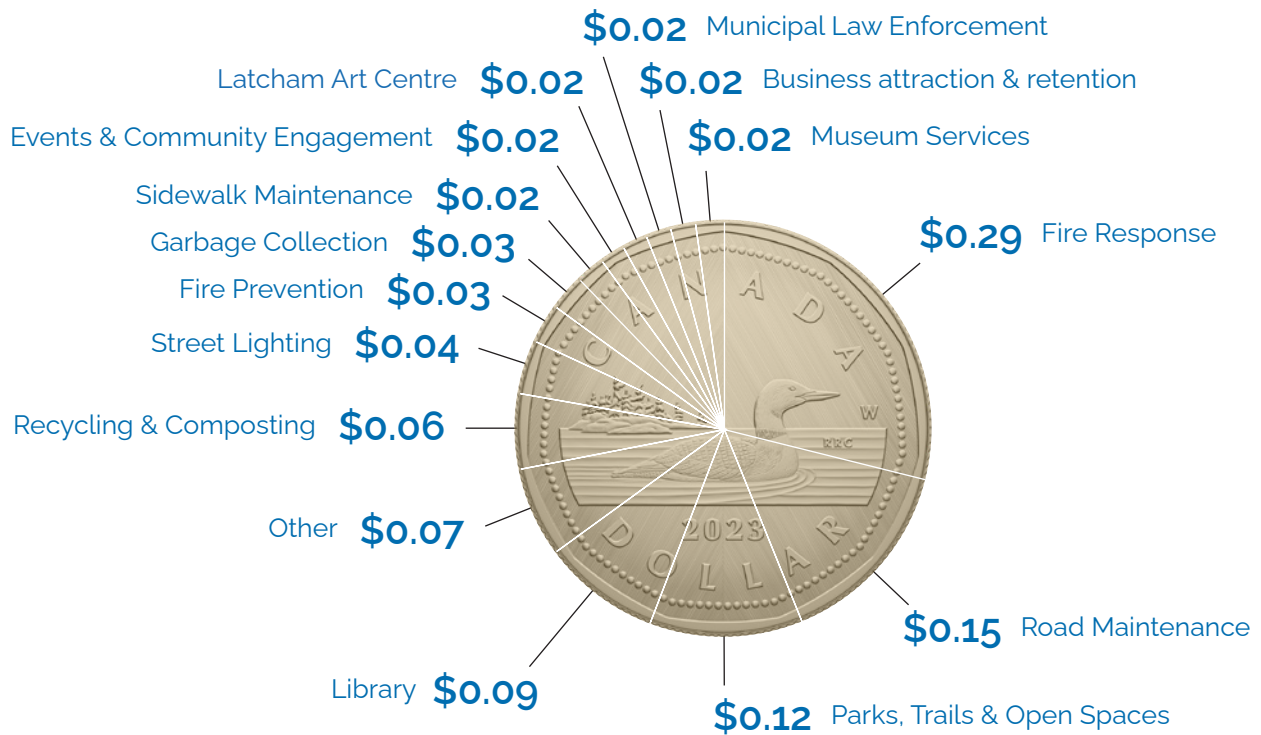 $0.02 Municipal Law Enforcement
Latcham Art Centre $0.02
$0.02 Business attraction & retention
Events & Community Engagement $0.02
$0.02 Museum Services
Sidewalk Maintenance $0.02
Garbage Collection $0.03
$0.29 Fire Response
Fire Prevention $0.03
Street Lighting $0.04
Recycling & Composting $0.06
Other $0.07
Library $0.09
$0.15 Road Maintenance
$0.12 Parks, Trails & Open Spaces
CANADA
W
RRC
2023
DOLLAR